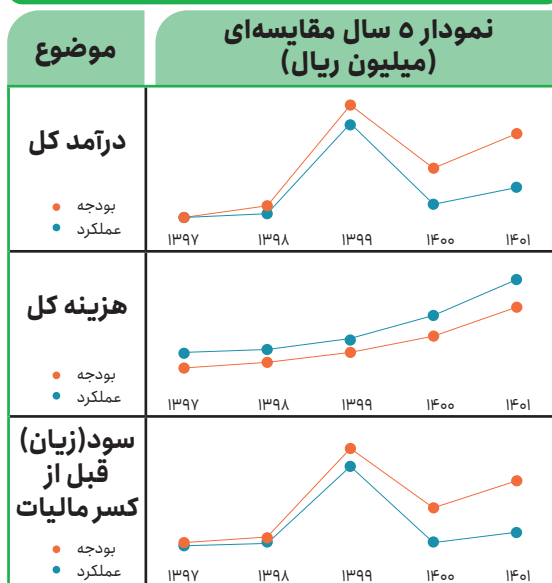 موضوع
نمودار ۵ سال مقایسه‌ای
(میلیون ریال)
درآمد کل
بودجه
عملکرد
۱۳۹۷ ۱۳۹۸ ۱۳۹۹ ۱۴۰۰ ۱۴۰۱
هزینه کل
بودجه
عملکرد
۱۳۹۷ ۱۳۹۸ ۱۳۹۹ ۱۴۰۰ ۱۴۰۱
سود(زیان)
قبل از
کسر مالیات
بودجه
عملکرد
۱۳۹۷ ۱۳۹۸ ۱۳۹۹ ۱۴۰۰ ۱۴۰۱